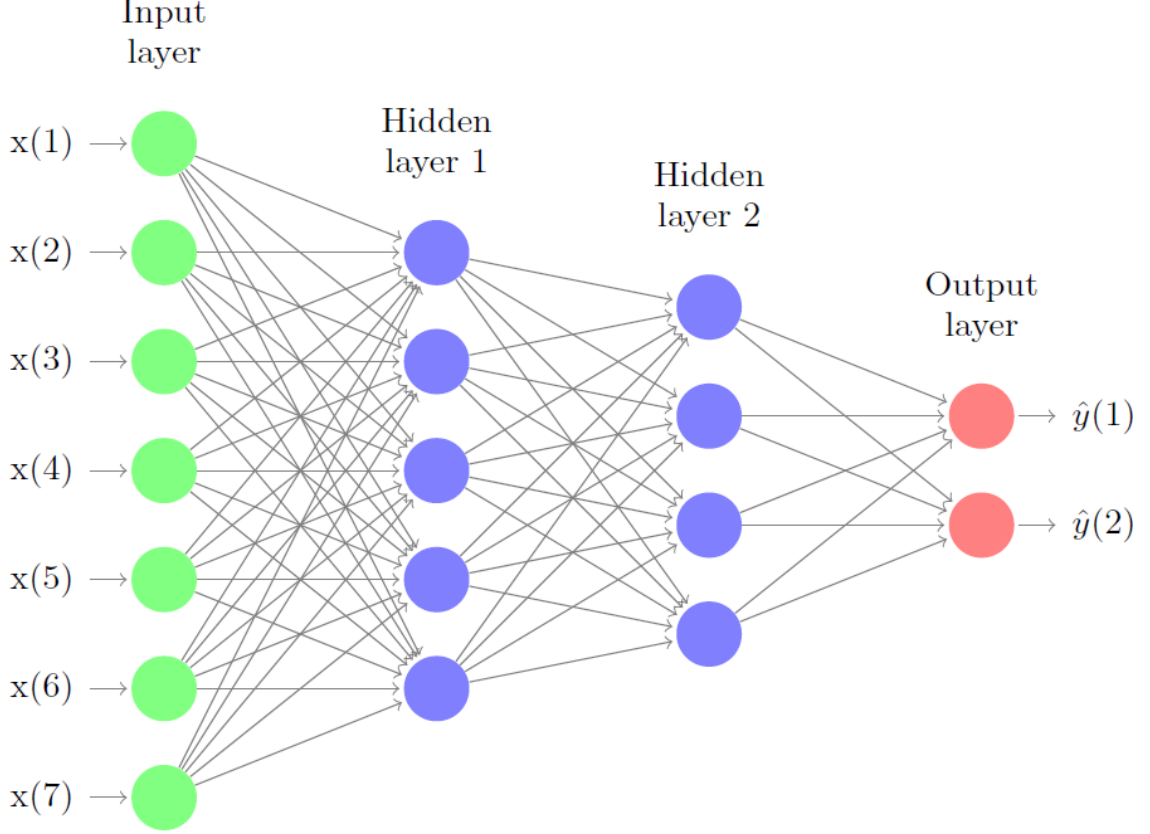 Input
layer
Hidden
layer 1
Hidden
layer 2
Output
layer
x(1)
x(2)
x(3)
x(4)
x(5)
x(6)
x(7)
ŷ(1)
ŷ(2)